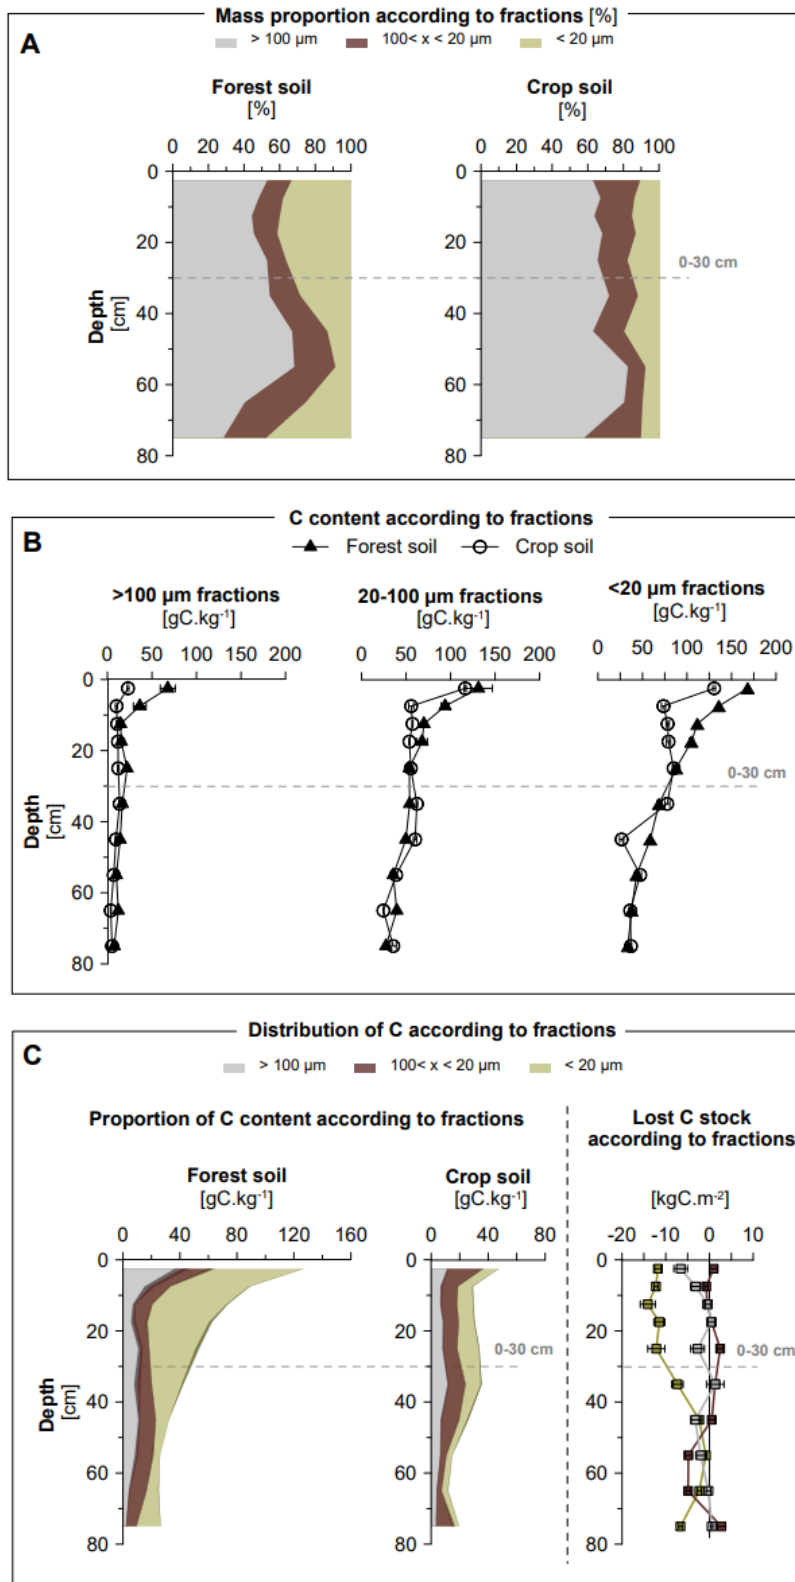 Mass proportion according to fractions [%]
A
> 100 µm 100< x < 20 µm < 20 µm
Forest soil Crop soil
[%] [%]
0 20 40 60 80 100 0 20 40 60 80 100
0
20
0-30 cm
40
Depth
[cm]
60
80
C content according to fractions
B
Forest soil Crop soil
>100 µm fractions 20-100 µm fractions <20 µm fractions
[gC.kg-1] [gC.kg-1] [gC.kg-1]
0 50 100 150 200 0 50 100 150 200 0 50 100 150 200
0
20
0-30 cm
40
Depth
[cm]
60
80
Distribution of C according to fractions
C
> 100 µm 100< x < 20 µm < 20 µm
Proportion of C content according to fractions
Lost C stock
according to fractions
Forest soil Crop soil
[gC.kg-1] [gC.kg-1] [kgC.m-2]
0 40 80 120 160 0 40 80 -20 -10 0 10
0 0 0
20 20 20
0-30 cm 0-30 cm
40 40 40
Depth
[cm]
60 60 60
80 80 80